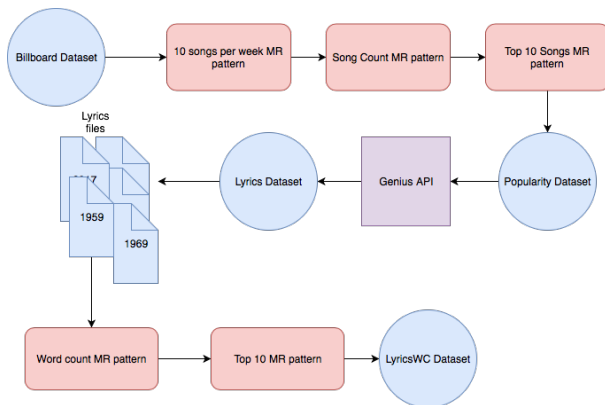 Billboard Dataset
10 songs per week MR
pattern
Song Count MR pattern
Top 10 Songs MR
pattern
Lyrics
files
1959
1969
Lyrics Dataset
Genius API
Popularity Dataset
Word count MR pattern
Top 10 MR pattern
LyricsWC Dataset